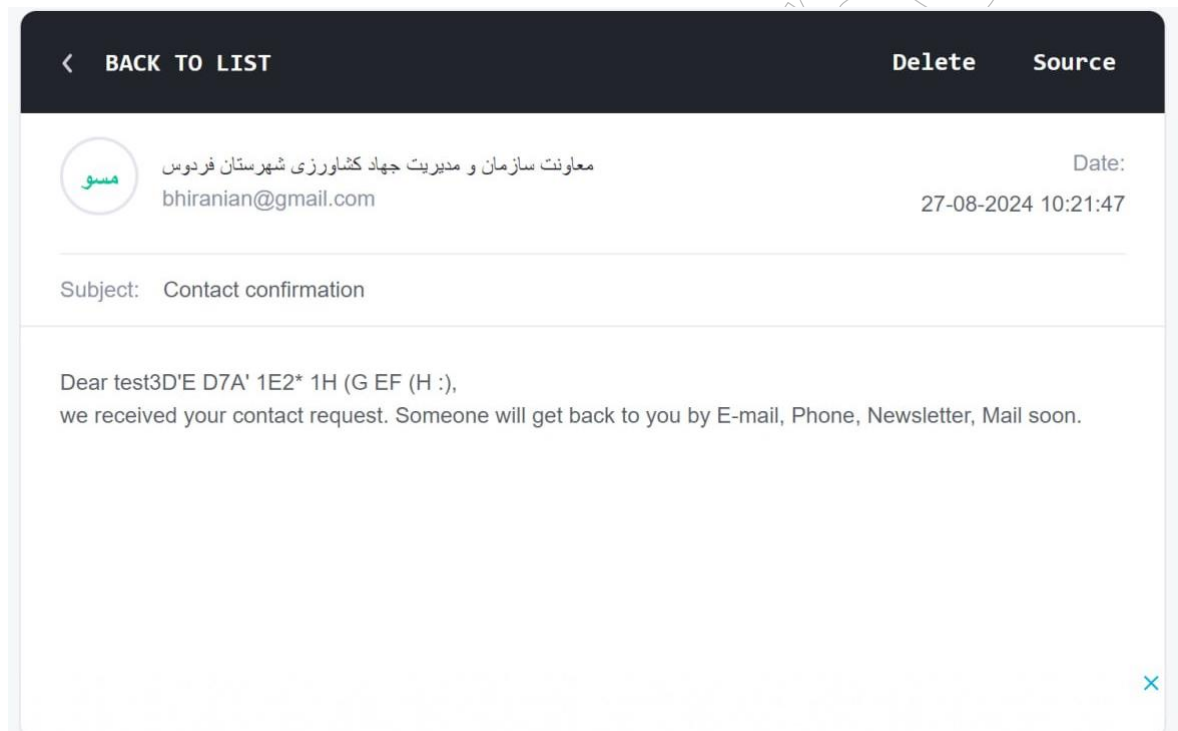 BACK TO LIST
Delete
Source
مسو
معاونت سازمان و مدیریت جهاد کشاورزی شهرستان فردوس
bhiranian@gmail.com
Date:
27-08-2024 10:21:47
Subject: Contact confirmation
Dear test3D'E D7A' 1E2* 1H (G EF (H :),
we received your contact request. Someone will get back to you by E-mail, Phone, Newsletter, Mail soon.